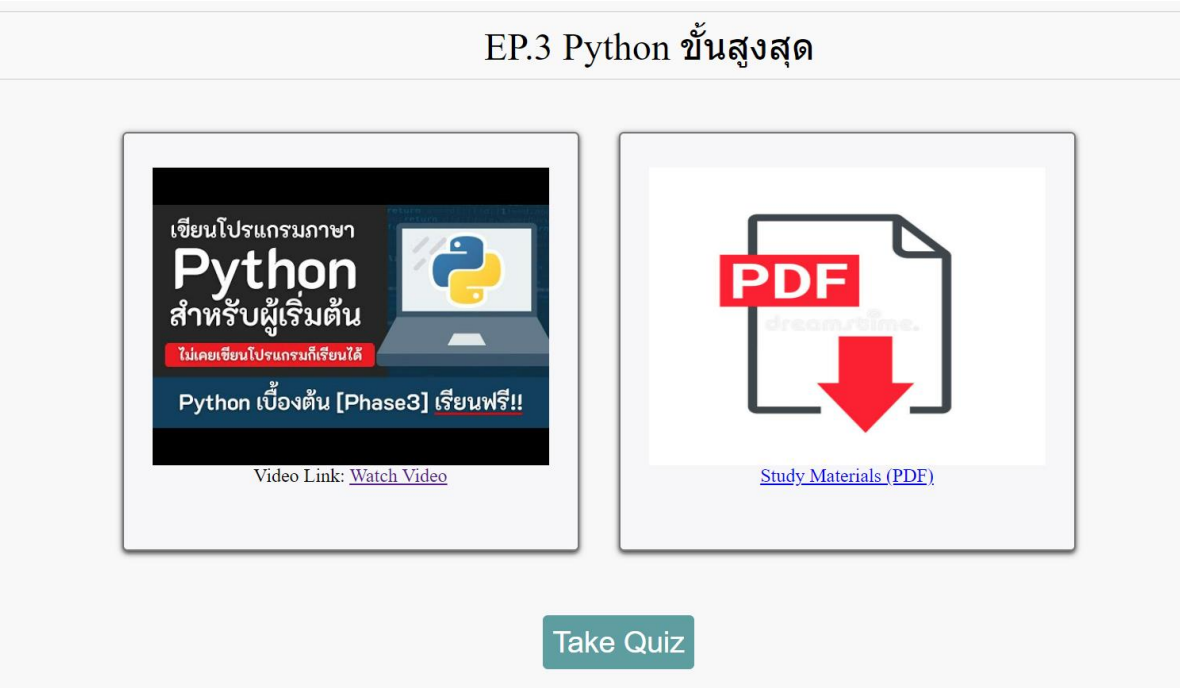 EP.3 Python ขั้นสูงสุด
เขียนโปรแกรมภาษา
Python
สำหรับผู้เริ่มต้น
ไม่เคยเขียนโปรแกรมก็เรียนได้
Python เบื้องต้น [Phase3] เรียนฟรี!!
Video Link: Watch Video
PDF
dreamstime.
Study Materials (PDF)
Take Quiz